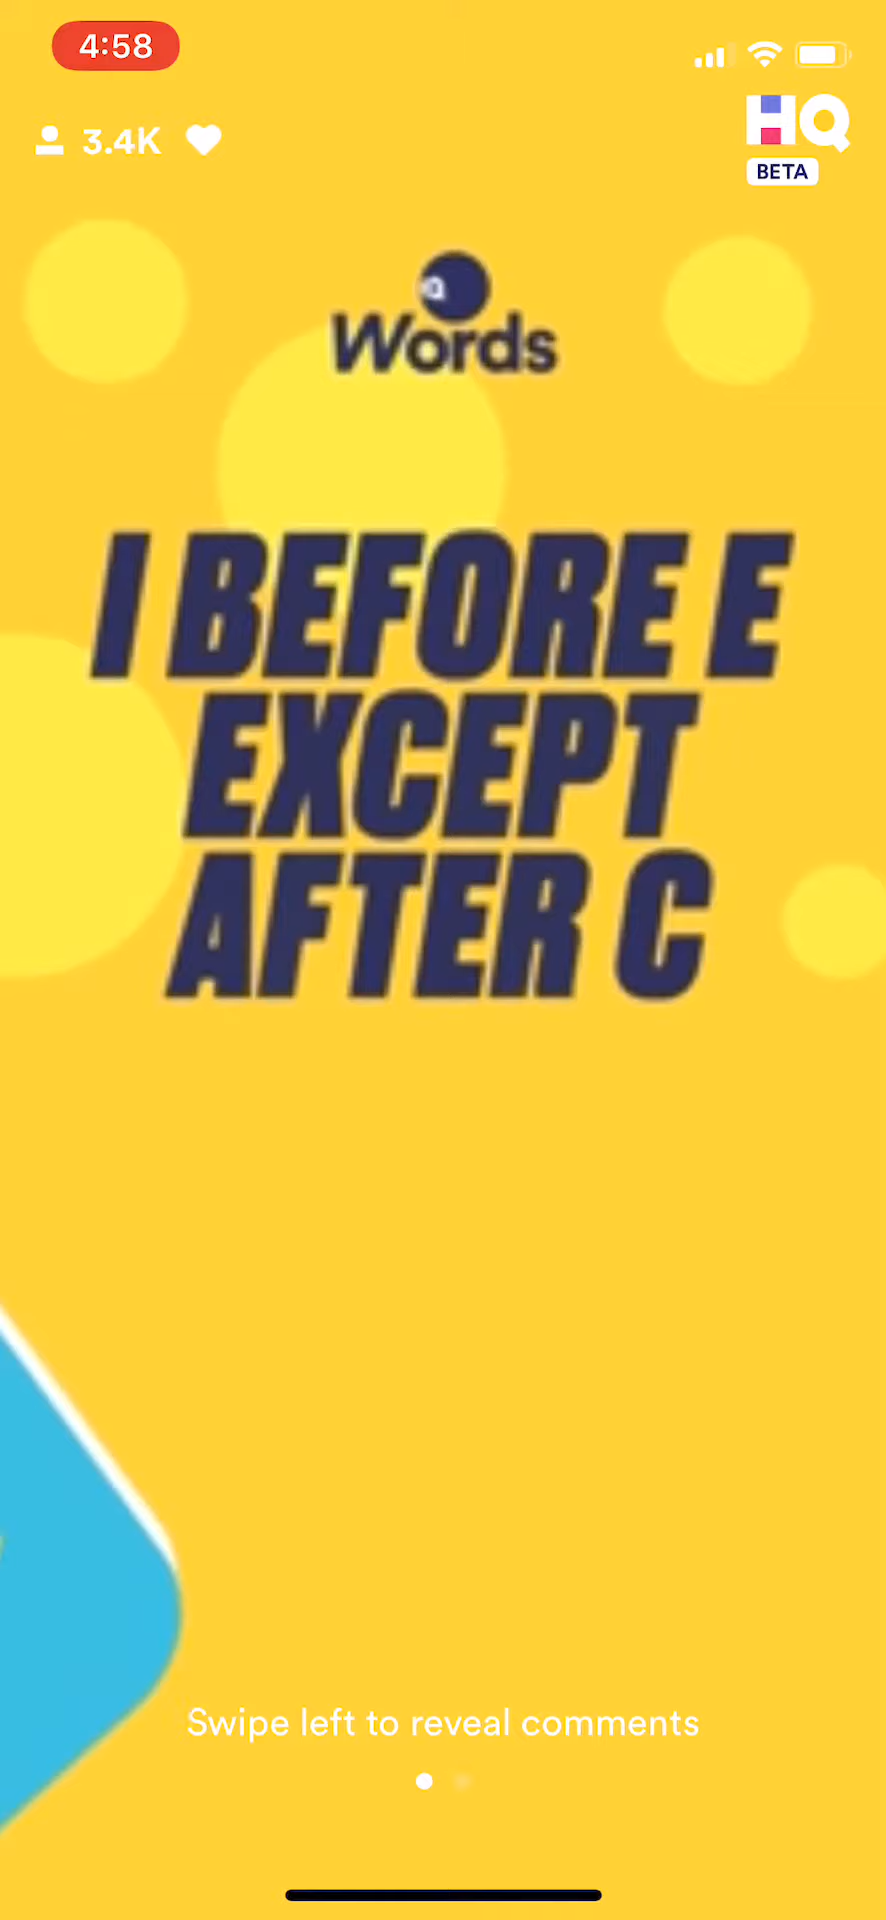 4:58
3.4K
HQ
BETA
Q
Words
I BEFORE E
EXCEPT
AFTER C
Swipe left to reveal comments